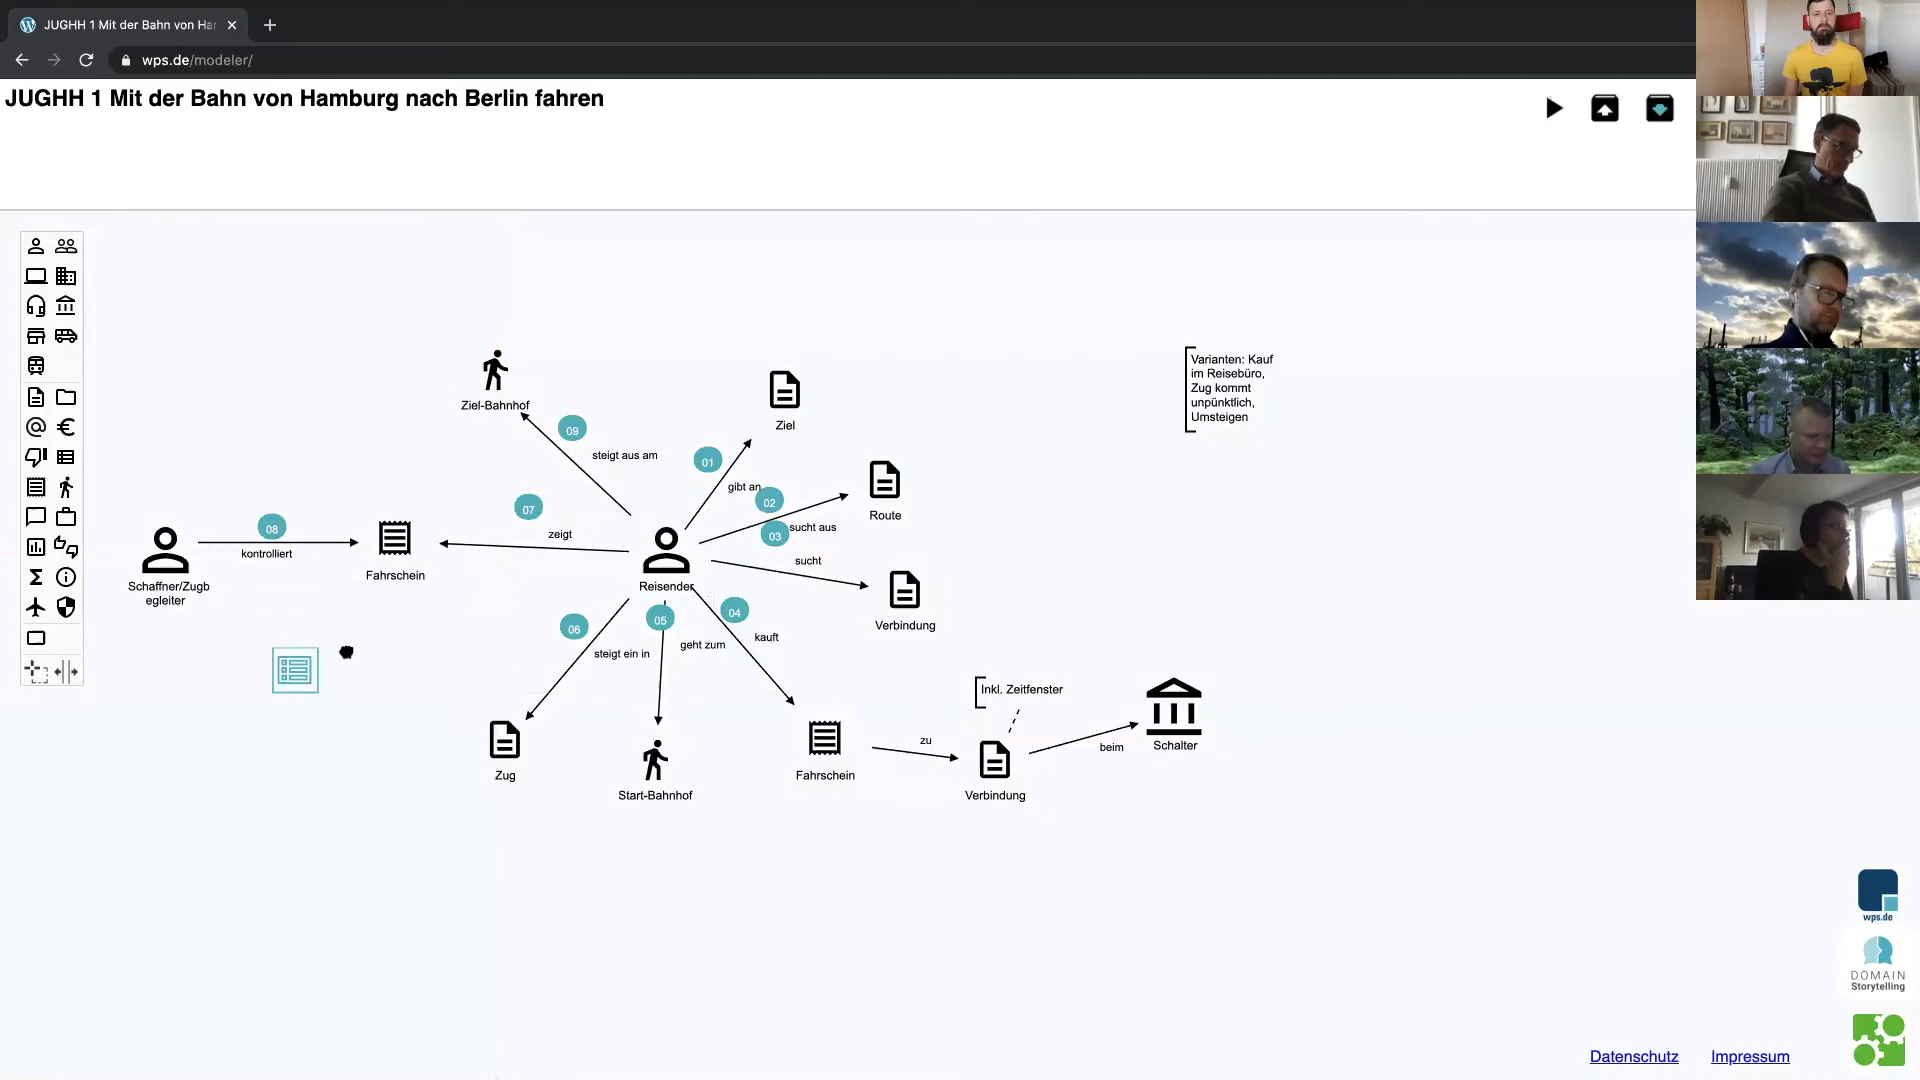 JUGHH 1 Mit der Bahn von Har
wps.de/modeler/
JUGHH 1 Mit der Bahn von Hamburg nach Berlin fahren
Varianten: Kauf
im Reisebüro,
Zug kommt
unpünktlich,
Umsteigen
Ziel-Bahnhof
Ziel
09
steigt aus am
01
gibt an
02
sucht aus
Route
03
sucht
Verbindung
07
zeigt
08
kontrolliert
Fahrschein
Schaffner/Zugb
egleiter
Reisender
06
steigt ein in
05
geht zum
04
kauft
Zug
Start-Bahnhof
Fahrschein
zu
Inkl. Zeitfenster
Verbindung
beim
Schalter
wps.de
DOMAIN
Storytelling
Datenschutz
Impressum